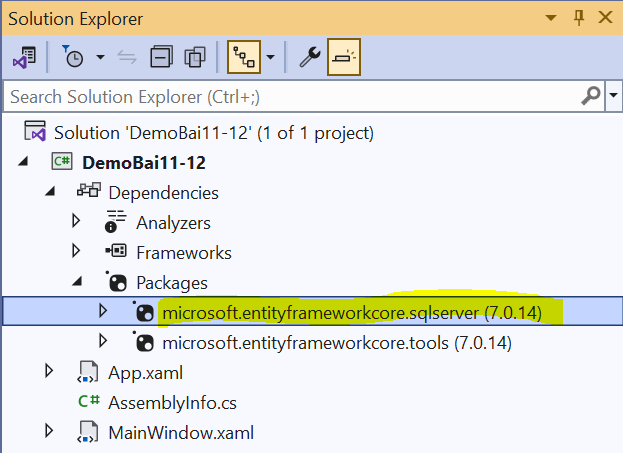 Solution Explorer
Search Solution Explorer (Ctrl+;)
Solution 'DemoBai11-12' (1 of 1 project)
C# DemoBai11-12
Dependencies
Analyzers
Frameworks
Packages
microsoft.entityframeworkcore.sqlserver (7.0.14)
microsoft.entityframeworkcore.tools (7.0.14)
App.xaml
C# AssemblyInfo.cs
MainWindow.xaml